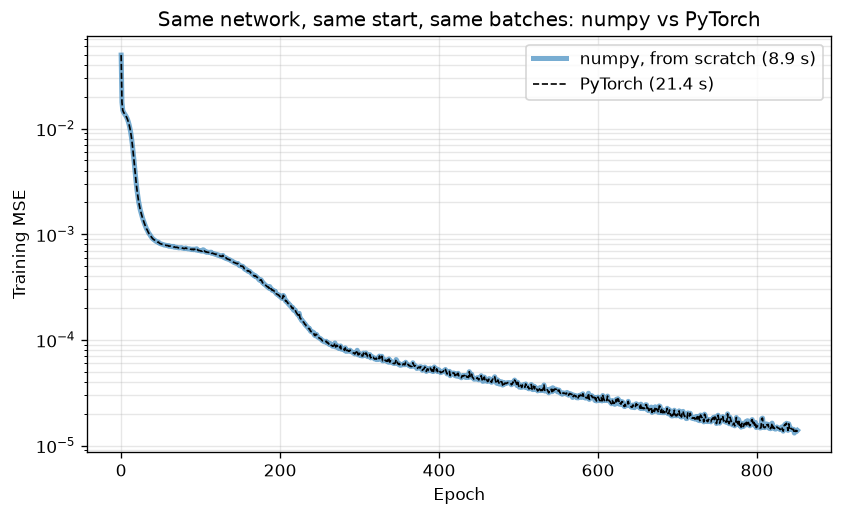 Same network, same start, same batches: numpy vs PyTorch
numpy, from scratch (8.9 s)
PyTorch (21.4 s)
Training MSE
10⁻²
10⁻³
10⁻⁴
10⁻⁵
0 200 400 600 800
Epoch